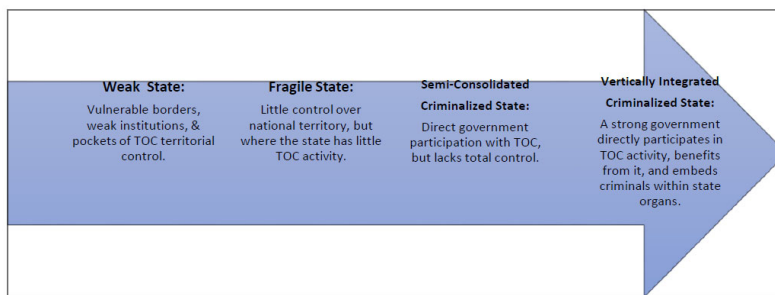 Weak State:
Vulnerable borders,
weak institutions, &
pockets of TOC territorial
control.
Fragile State:
Little control over
national territory, but
where the state has little
TOC activity.
Semi-Consolidated
Criminalized State:
Direct government
participation with TOC,
but lacks total control.
Vertically Integrated
Criminalized State:
A strong government
directly participates in
TOC activity, benefits
from it, and embeds
criminals within state
organs.